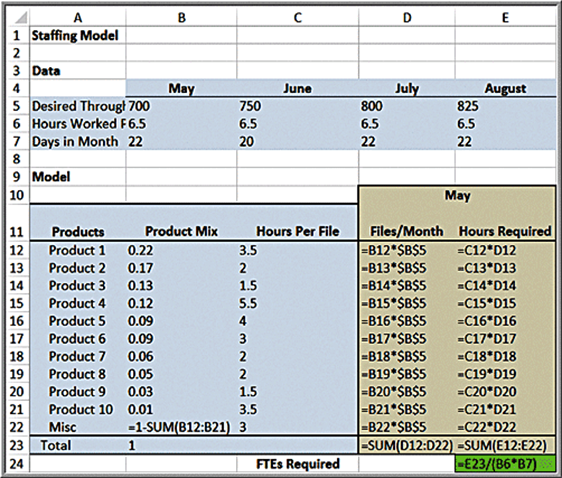 A B C D E
1 Staffing Model
2
3 Data
4 May June July August
5 Desired Throug 700 750 800 825
6 Hours Worked P 6.5 6.5 6.5 6.5
7 Days in Month 22 20 22 22
8
9 Model
10 May
11 Products Product Mix Hours Per File Files/Month Hours Required
12 Product 1 0.22 3.5 =B12*$B$5 =C12*D12
13 Product 2 0.17 2 =B13*$B$5 =C13*D13
14 Product 3 0.13 1.5 =B14*$B$5 =C14*D14
15 Product 4 0.12 5.5 =B15*$B$5 =C15*D15
16 Product 5 0.09 4 =B16*$B$5 =C16*D16
17 Product 6 0.09 3 =B17*$B$5 =C17*D17
18 Product 7 0.06 2 =B18*$B$5 =C18*D18
19 Product 8 0.05 2 =B19*$B$5 =C19*D19
20 Product 9 0.03 1.5 =B20*$B$5 =C20*D20
21 Product 10 0.01 3.5 =B21*$B$5 =C21*D21
22 Misc =1-SUM(B12:B21) 3 =B22*$B$5 =C22*D22
23 Total 1 =SUM(D12:D22) =SUM(E12:E22)
24 FTEs Required =E23/(B6*B7)